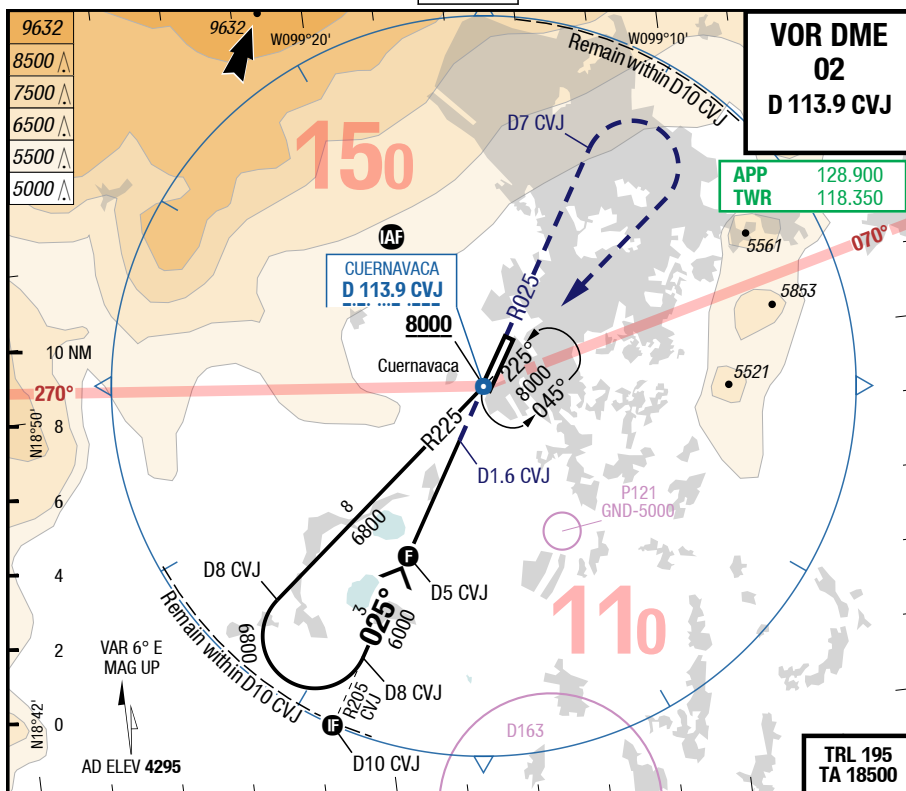 9632
8500
7500
6500
5500
5000
9632
W099°20'
W099°10'
Remain within D10 CVJ
VOR DME
02
D 113.9 CVJ
D7 CVJ
150
APP 128.900
TWR 118.350
IAF
5561
070°
CUERNAVACA
D 113.9 CVJ
R025
5853
8000
10 NM
Cuernavaca
225°
8000
045°
5521
270°
R225
N18°50'
8
D1.6 CVJ
P121
GND-5000
8
6800
6
F
D5 CVJ
4
D8 CVJ
3
025°
6000
110
6800
Remain within D10 CVJ
VAR 6° E
MAG UP
2
D8 CVJ
R205
CVJ
N18°42'
0
IF
D163
D10 CVJ
AD ELEV 4295
TRL 195
TA 18500